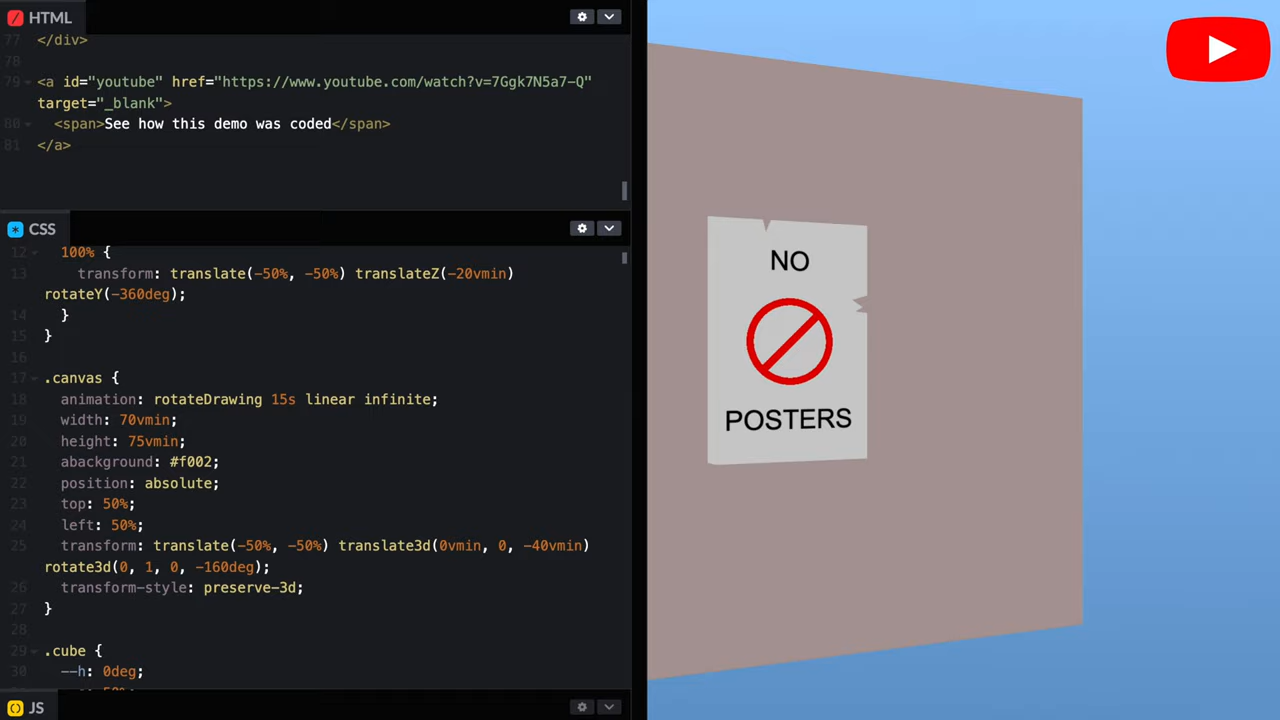 HTML
77 </div>
78
79 <a id="youtube" href="https://www.youtube.com/watch?v=7Ggk7N5a7-Q"
target="_blank">
80 <span>See how this demo was coded</span>
81 </a>
CSS
12 100% {
13 transform: translate(-50%, -50%) translateZ(-20vmin)
rotateY(-360deg);
14 }
15 }
16
17 .canvas {
18 animation: rotateDrawing 15s linear infinite;
19 width: 70vmin;
20 height: 75vmin;
21 abackground: #f002;
22 position: absolute;
23 top: 50%;
24 left: 50%;
25 transform: translate(-50%, -50%) translate3d(0vmin, 0, -40vmin)
rotate3d(0, 1, 0, -160deg);
26 transform-style: preserve-3d;
27 }
28
29 .cube {
30 --h: 0deg;
JS
NO
POSTERS